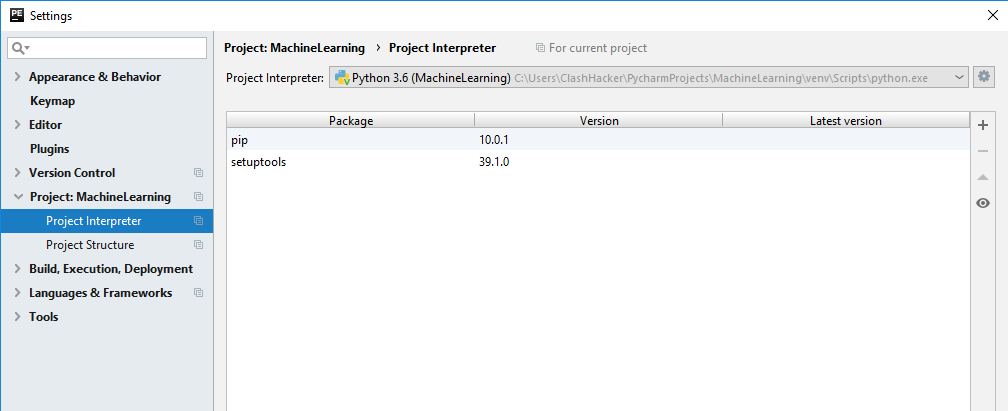 PE Settings
Project: MachineLearning › Project Interpreter For current project
Appearance & Behavior
Keymap
Editor
Plugins
Version Control
Project: MachineLearning
Project Interpreter
Project Structure
Build, Execution, Deployment
Languages & Frameworks
Tools
Project Interpreter: Python 3.6 (MachineLearning) C:\Users\ClashHacker\PycharmProjects\MachineLearning\venv\Scripts\python.exe
Package Version Latest version
pip 10.0.1
setuptools 39.1.0